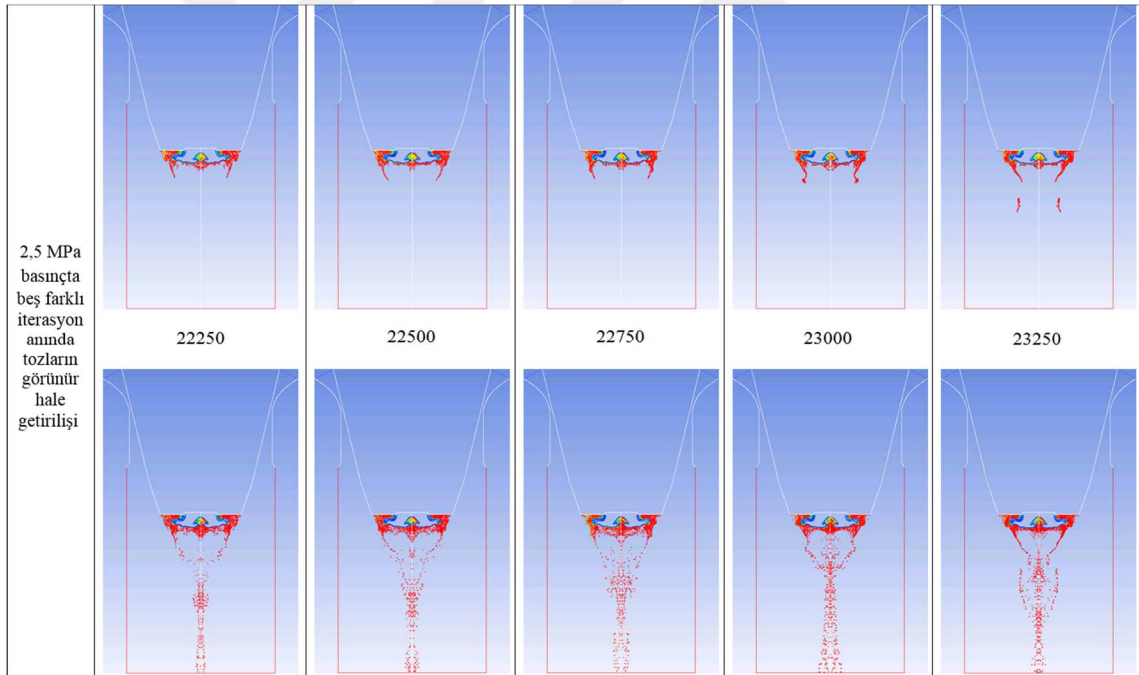 2,5 MPa
basınçta
beş farklı
iterasyon
anında
tozların
görünür
hale
getirilişi
22250
22500
22750
23000
23250